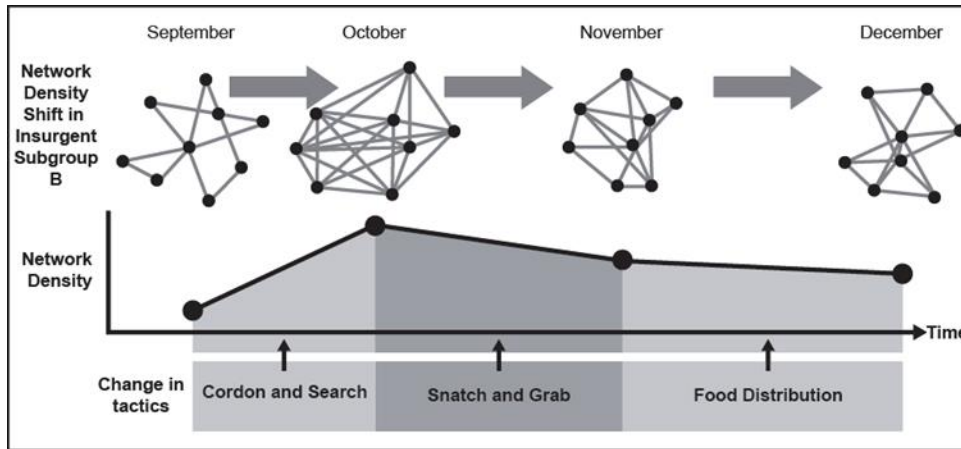 September
October
November
December
Network
Density
Shift in
Insurgent
Subgroup
B
Network
Density
Time
Change in
tactics
Cordon and Search
Snatch and Grab
Food Distribution